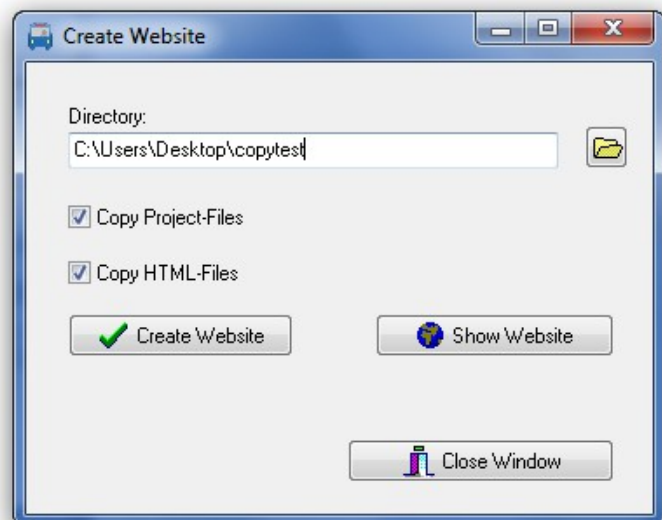 Create Website
Directory:
C:\Users\Desktop\copytest
Copy Project-Files
Copy HTML-Files
Create Website
Show Website
Close Window